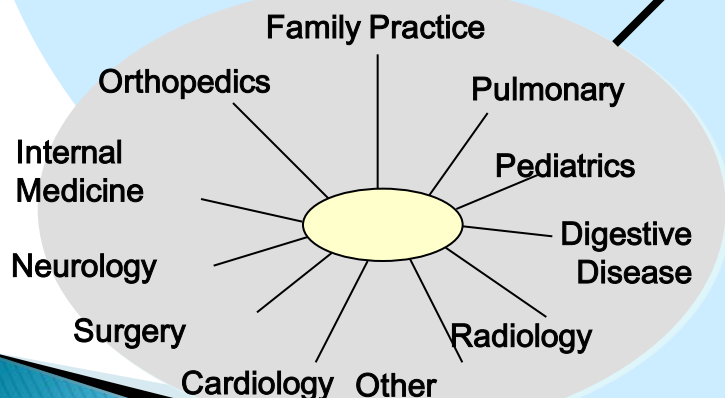 Family Practice
Orthopedics
Pulmonary
Internal
Medicine
Pediatrics
Digestive
Disease
Neurology
Surgery
Radiology
Cardiology
Other